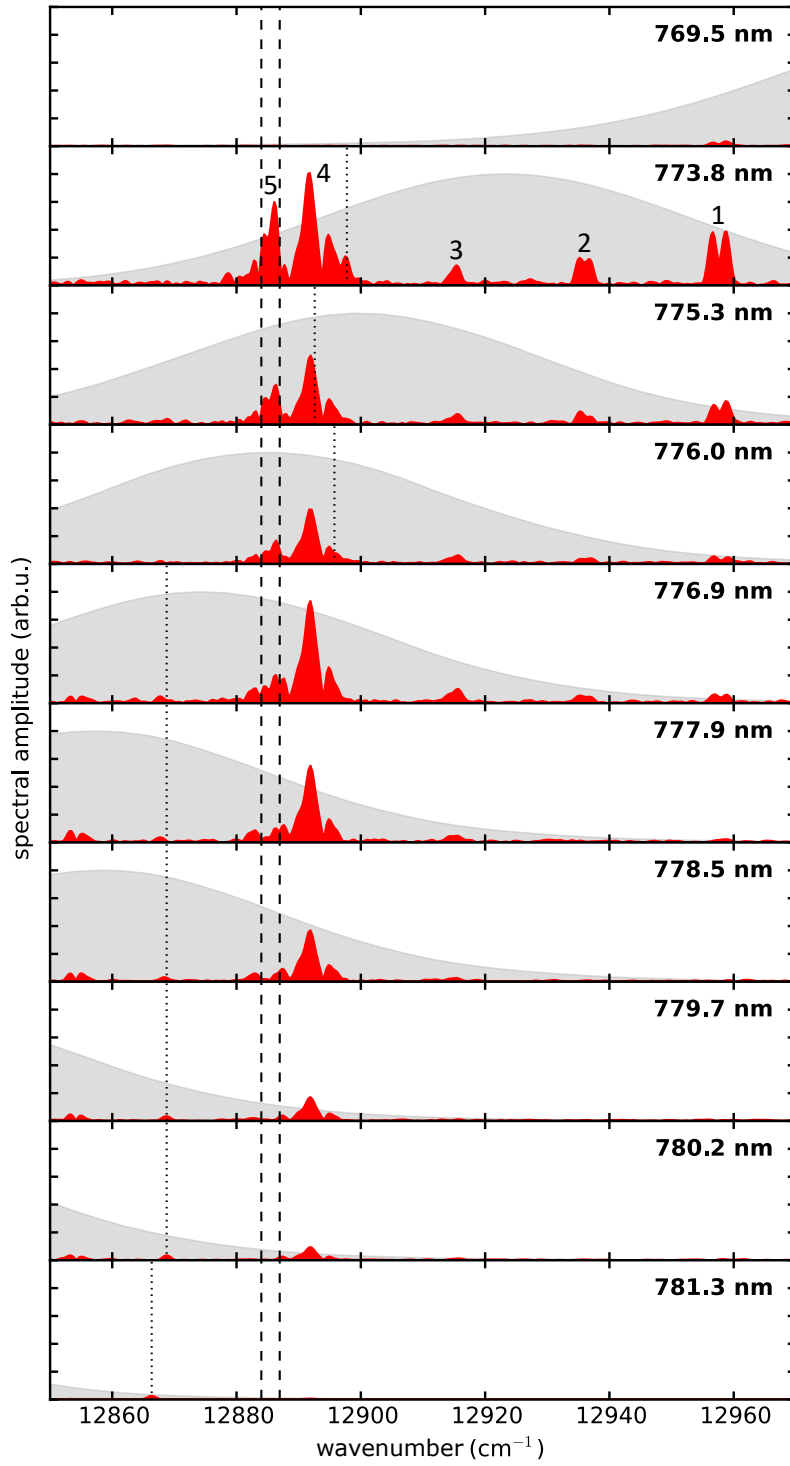 769.5 nm
773.8 nm
5 4 3 2 1
775.3 nm
776.0 nm
776.9 nm
777.9 nm
778.5 nm
779.7 nm
780.2 nm
781.3 nm
spectral amplitude (arb.u.)
12860 12880 12900 12920 12940 12960
wavenumber (cm⁻¹)